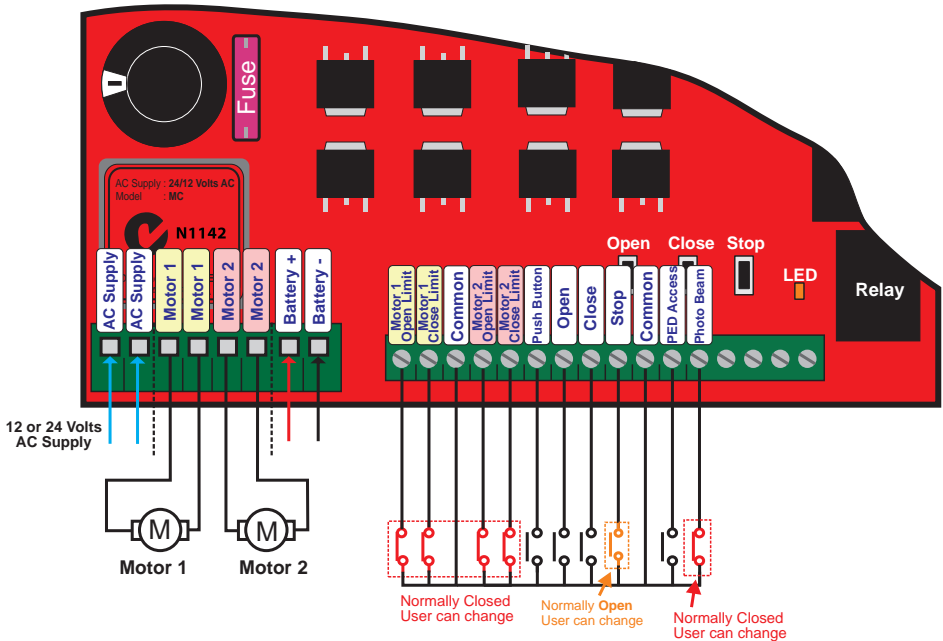 Fuse
AC Supply : 24/12 Volts AC
Model : MC
N1142
AC Supply
AC Supply
Motor 1
Motor 1
Motor 2
Motor 2
Battery +
Battery -
Open
Close
Stop
LED
Relay
Motor 1
Open Limit
Motor 1
Close Limit
Common
Motor 2
Open Limit
Motor 2
Close Limit
Push Button
Open
Close
Stop
Common
PED Access
Photo Beam
12 or 24 Volts
AC Supply
M
M
Motor 1
Motor 2
Normally Closed
User can change
Normally Open
User can change
Normally Closed
User can change